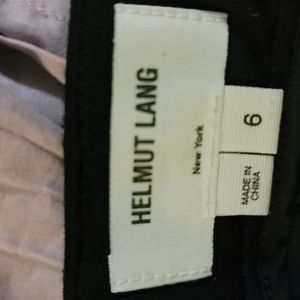 HELMUT LANG
New York
6
MADE IN
CHINA